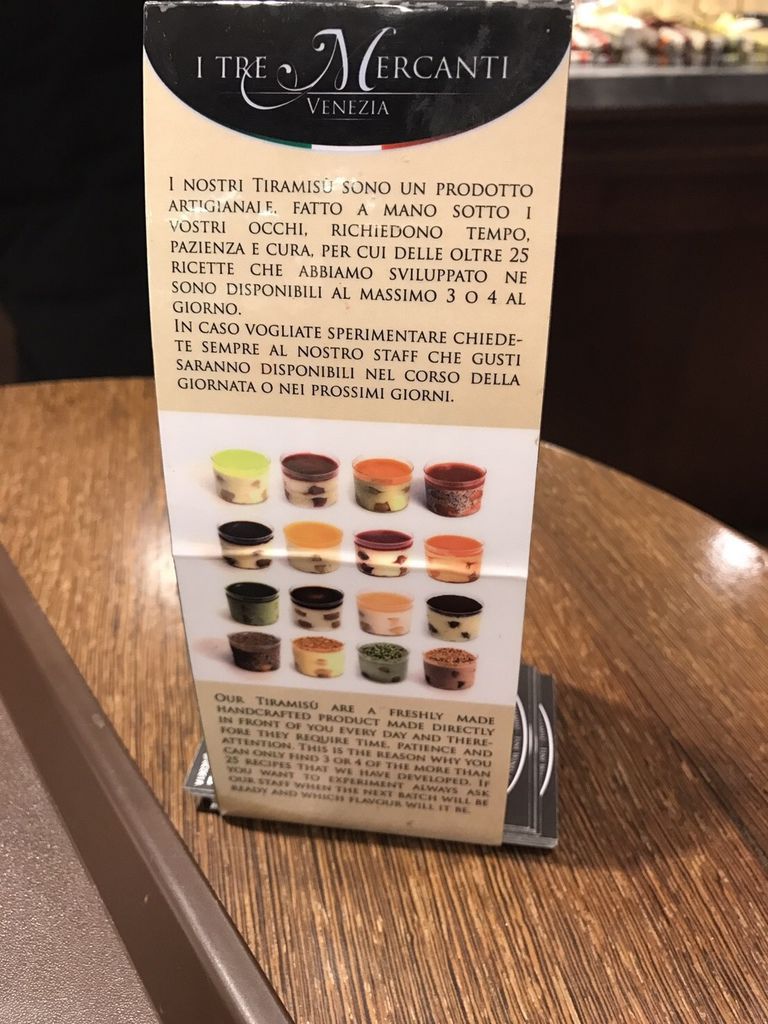 I TRE MERCANTI
VENEZIA
I NOSTRI TIRAMISÙ SONO UN PRODOTTO
ARTIGIANALE, FATTO A MANO SOTTO I
VOSTRI OCCHI, RICHIEDONO TEMPO,
PAZIENZA E CURA, PER CUI DELLE OLTRE 25
RICETTE CHE ABBIAMO SVILUPPATO NE
SONO DISPONIBILI AL MASSIMO 3 O 4 AL
GIORNO.
IN CASO VOGLIATE SPERIMENTARE CHIEDE-
TE SEMPRE AL NOSTRO STAFF CHE GUSTI
SARANNO DISPONIBILI NEL CORSO DELLA
GIORNATA O NEI PROSSIMI GIORNI.
OUR TIRAMISÙ ARE A FRESHLY MADE
HANDCRAFTED PRODUCT MADE DIRECTLY
IN FRONT OF YOU EVERY DAY AND THERE-
FORE THEY REQUIRE TIME, PATIENCE AND
ATTENTION. THIS IS THE REASON WHY YOU
CAN ONLY FIND 3 OR 4 OF THE MORE THAN
25 RECIPES THAT WE HAVE DEVELOPED. IF
YOU WANT TO EXPERIMENT ALWAYS ASK
OUR STAFF WHEN THE NEXT BATCH WILL BE
READY AND WHICH FLAVOUR WILL IT BE.